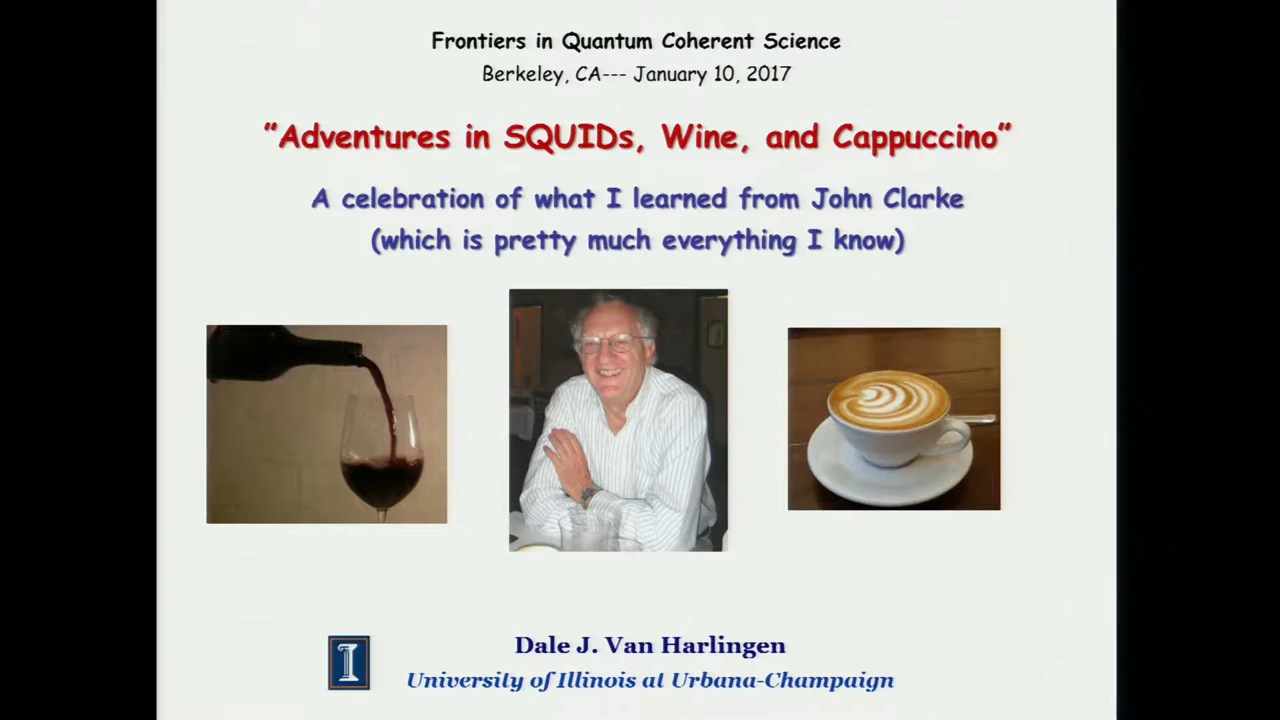 Frontiers in Quantum Coherent Science
Berkeley, CA--- January 10, 2017
"Adventures in SQUIDs, Wine, and Cappuccino"
A celebration of what I learned from John Clarke
(which is pretty much everything I know)
I
Dale J. Van Harlingen
University of Illinois at Urbana-Champaign